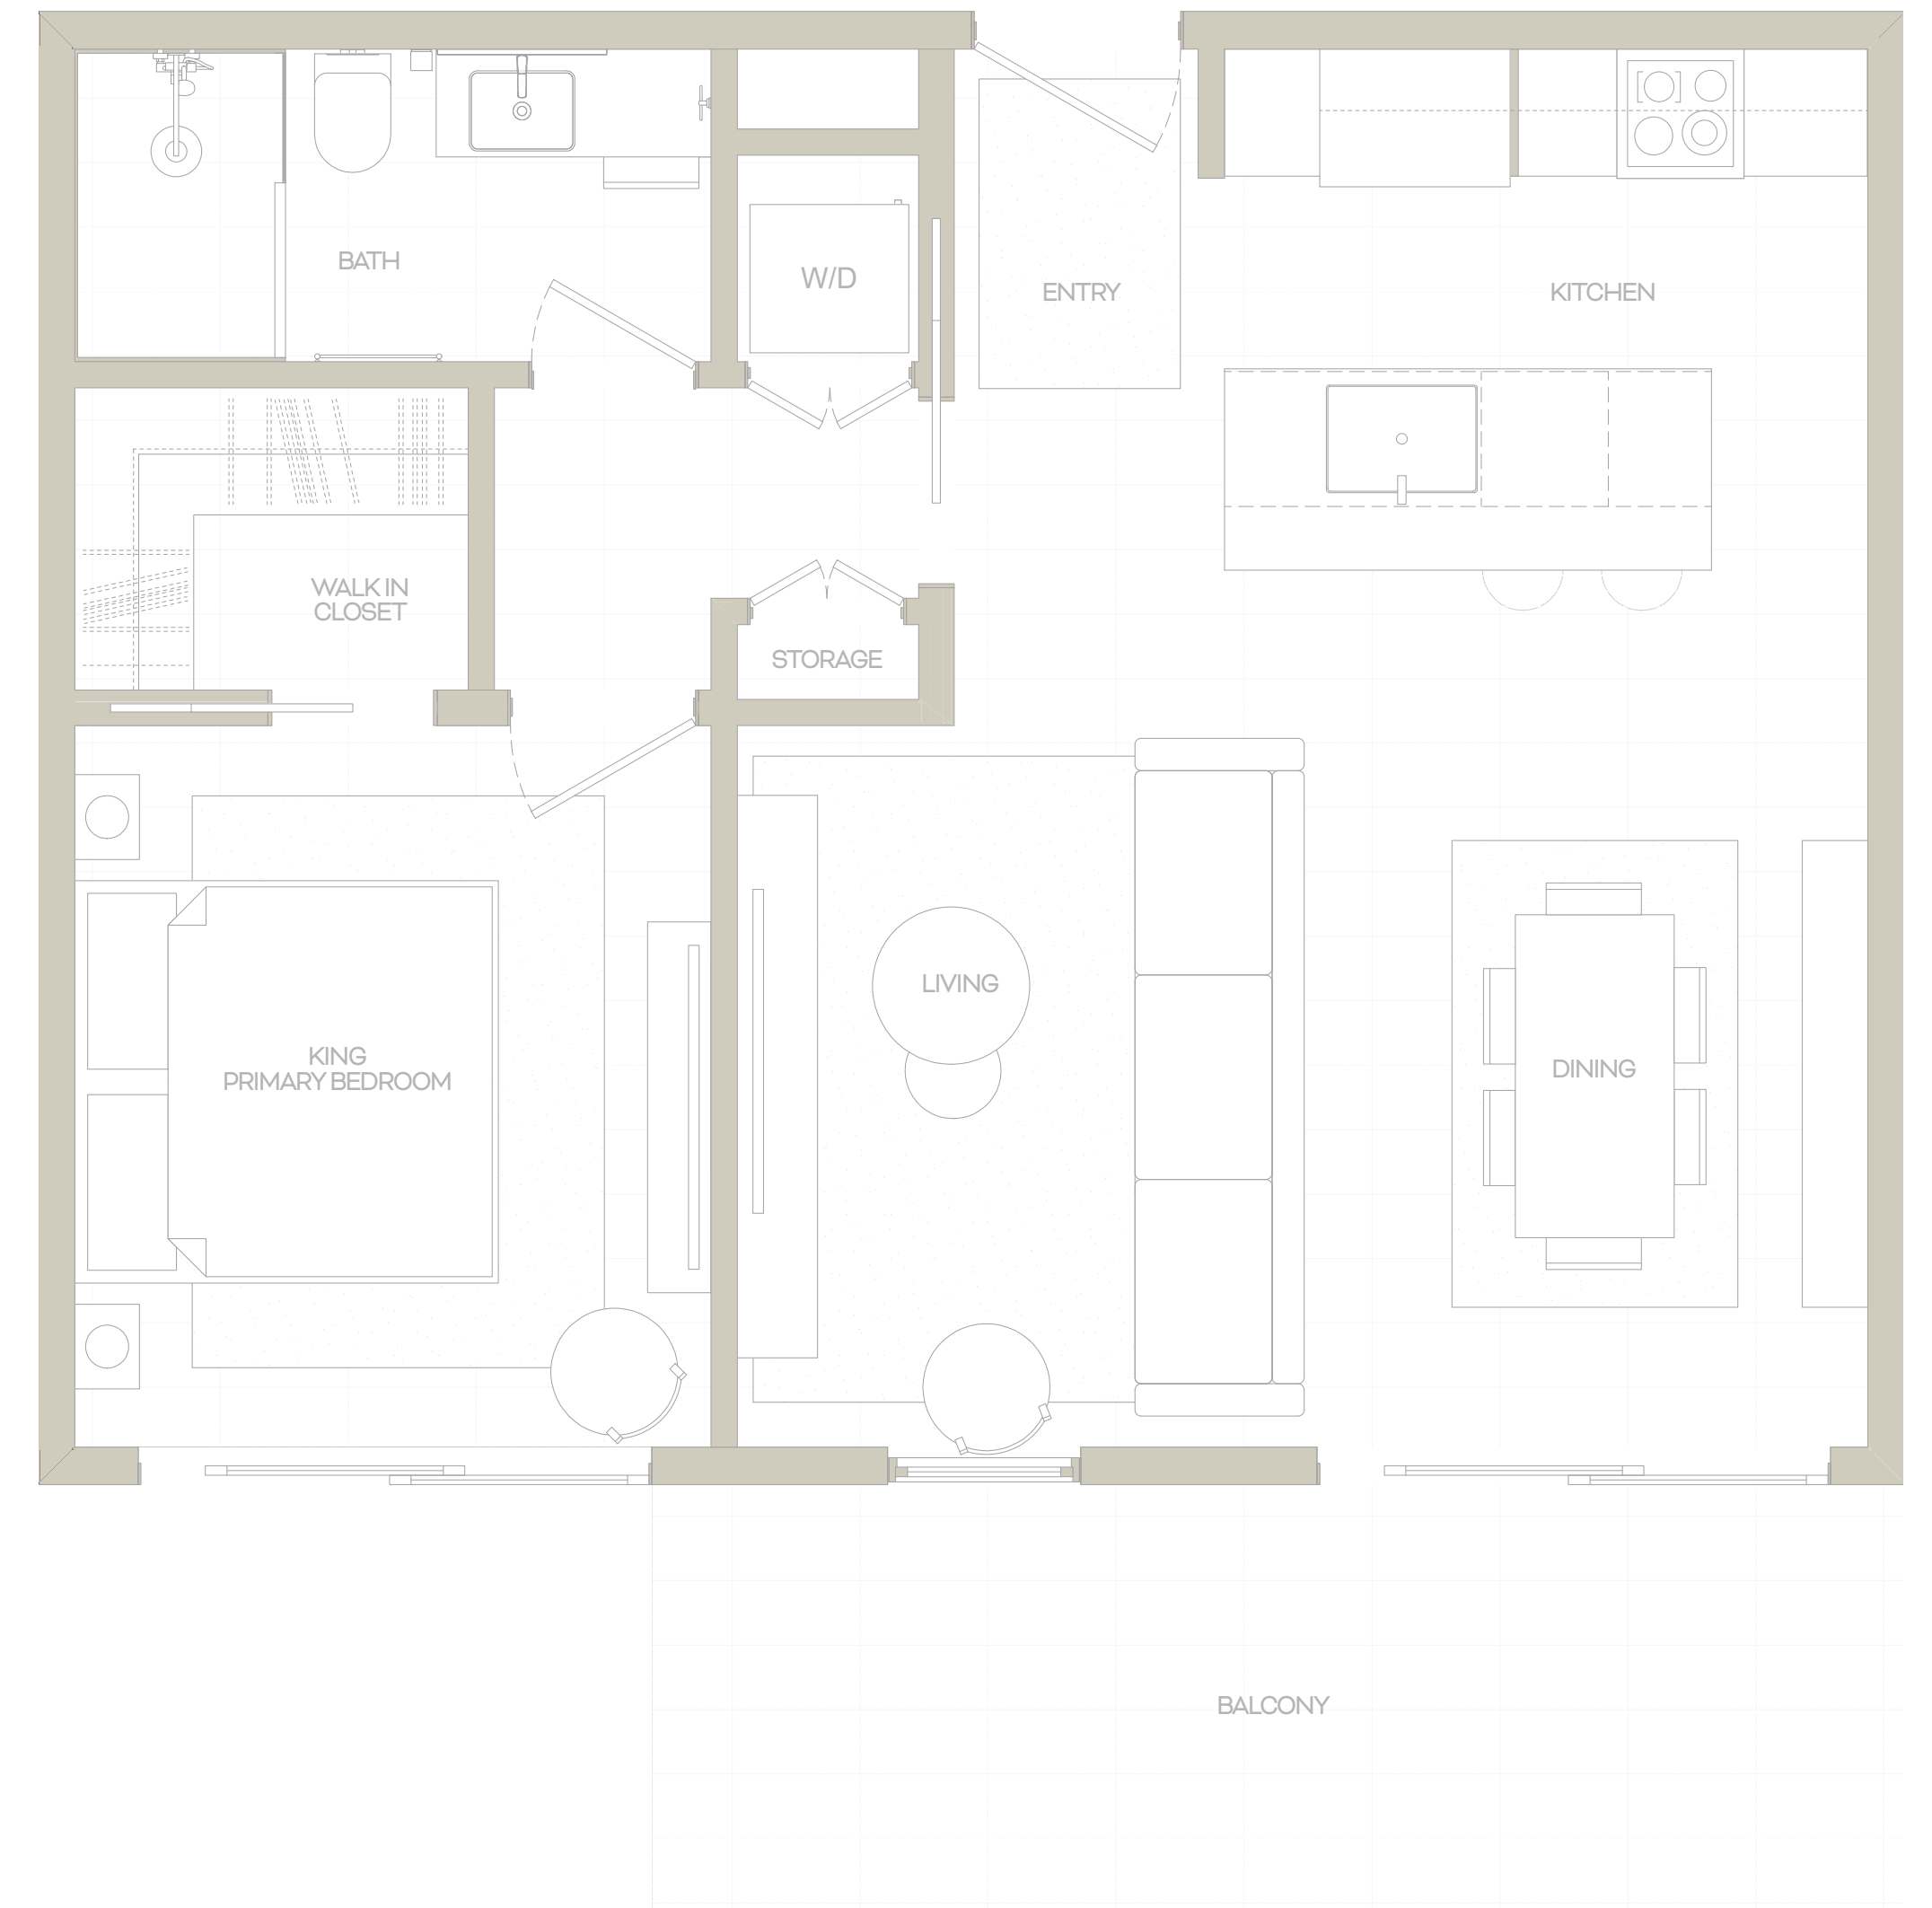 BATH
W/D
ENTRY
KITCHEN
WALK IN
CLOSET
STORAGE
LIVING
KING
PRIMARY BEDROOM
DINING
BALCONY